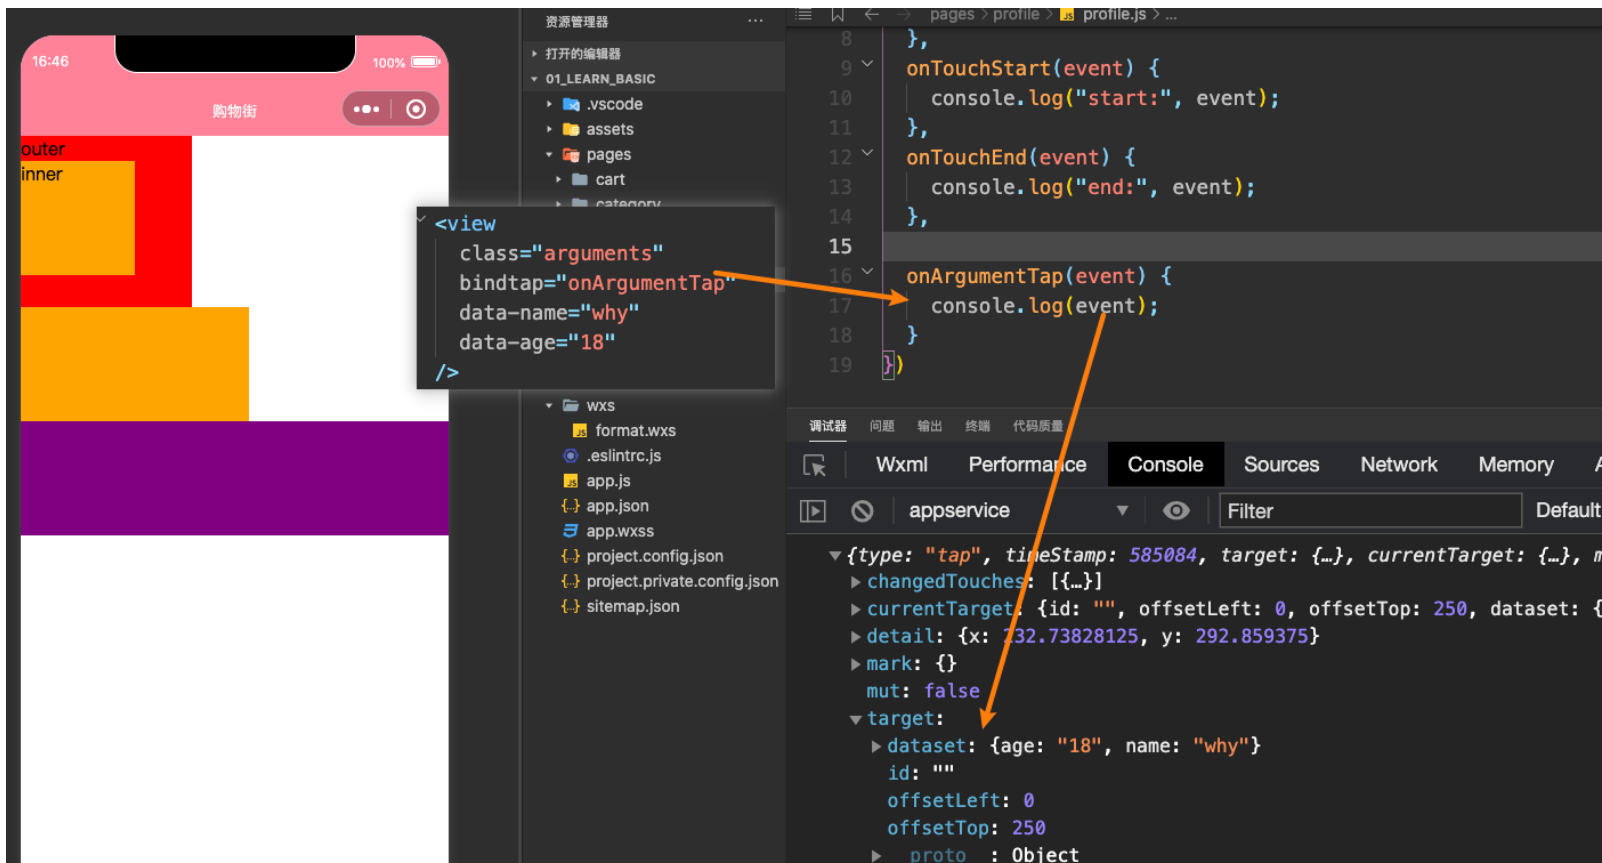 16:46
100%
购物街
outer
inner
资源管理器
打开的编辑器
01_LEARN_BASIC
.vscode
assets
pages
cart
category
<view
class="arguments"
bindtap="onArgumentTap"
data-name="why"
data-age="18"
/>
wxs
format.wxs
.eslintrc.js
app.js
app.json
app.wxss
project.config.json
project.private.config.json
sitemap.json
pages > profile > profile.js > ...
8 },
9 onTouchStart(event) {
10 console.log("start:", event);
11 },
12 onTouchEnd(event) {
13 console.log("end:", event);
14 },
15
16 onArgumentTap(event) {
17 console.log(event);
18 }
19 })
调试器 问题 输出 终端 代码质量
Wxml Performance Console Sources Network Memory A
appservice Filter Default
{type: "tap", timeStamp: 585084, target: {…}, currentTarget: {…}, m
changedTouches: [{…}]
currentTarget: {id: "", offsetLeft: 0, offsetTop: 250, dataset: {
detail: {x: 232.73828125, y: 292.859375}
mark: {}
mut: false
target:
dataset: {age: "18", name: "why"}
id: ""
offsetLeft: 0
offsetTop: 250
proto : Object